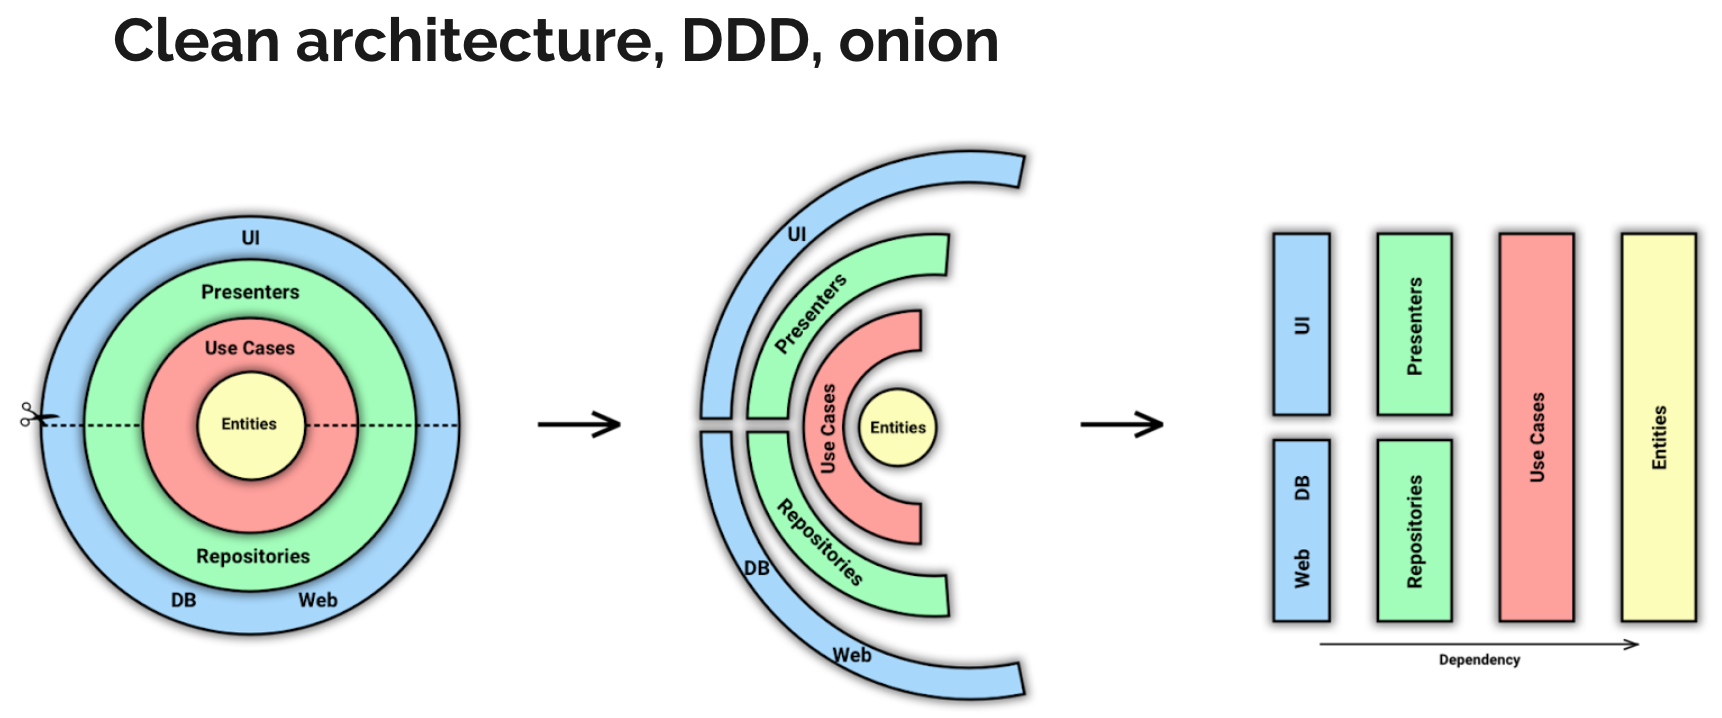 Clean architecture, DDD, onion
UI
Presenters
Use Cases
Entities
Repositories
DB
Web
UI
Presenters
Use Cases
Entities
Repositories
DB
Web
UI
Presenters
Use Cases
Entities
DB
Web
Repositories
Dependency